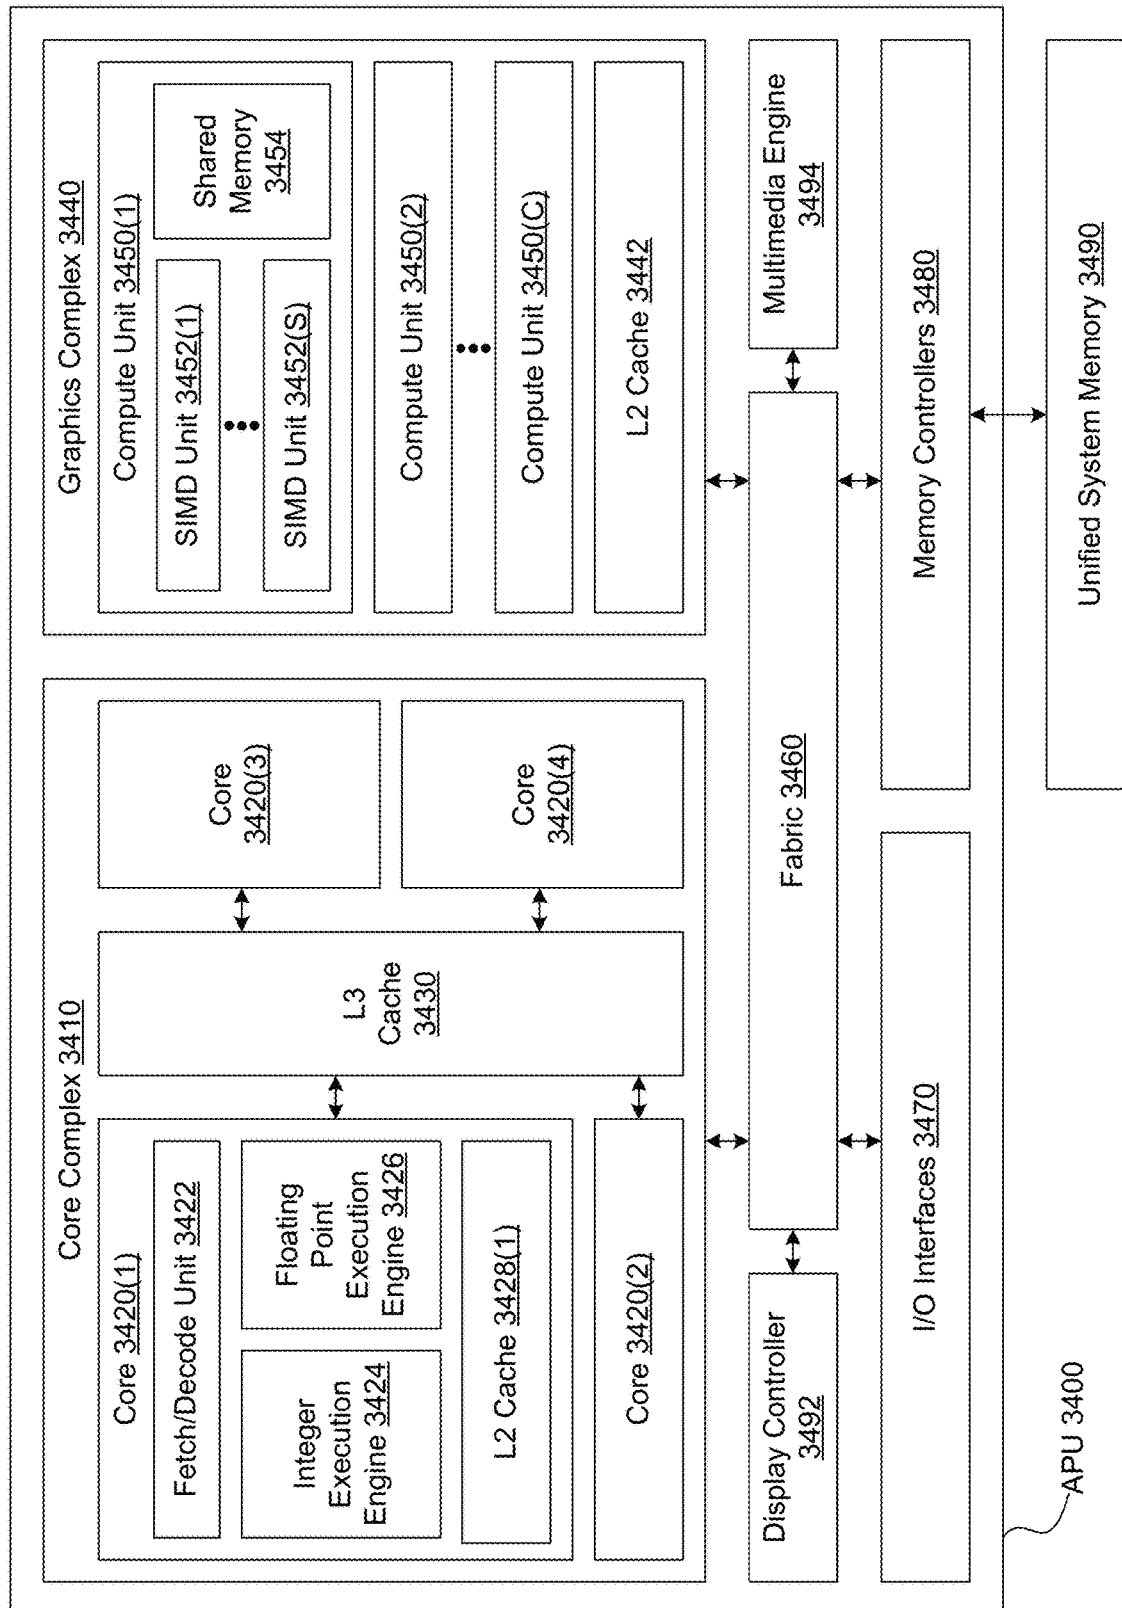 Core Complex 3410
Core 3420(1)
Fetch/Decode Unit 3422
Integer
Execution
Engine 3424
Floating
Point
Execution
Engine 3426
L2 Cache 3428(1)
Core 3420(2)
L3
Cache
3430
Core
3420(3)
Core
3420(4)
Graphics Complex 3440
Compute Unit 3450(1)
SIMD Unit 3452(1)
SIMD Unit 3452(S)
Shared
Memory
3454
Compute Unit 3450(2)
Compute Unit 3450(C)
L2 Cache 3442
Display Controller
3492
Fabric 3460
Multimedia Engine
3494
I/O Interfaces 3470
Memory Controllers 3480
APU 3400
Unified System Memory 3490